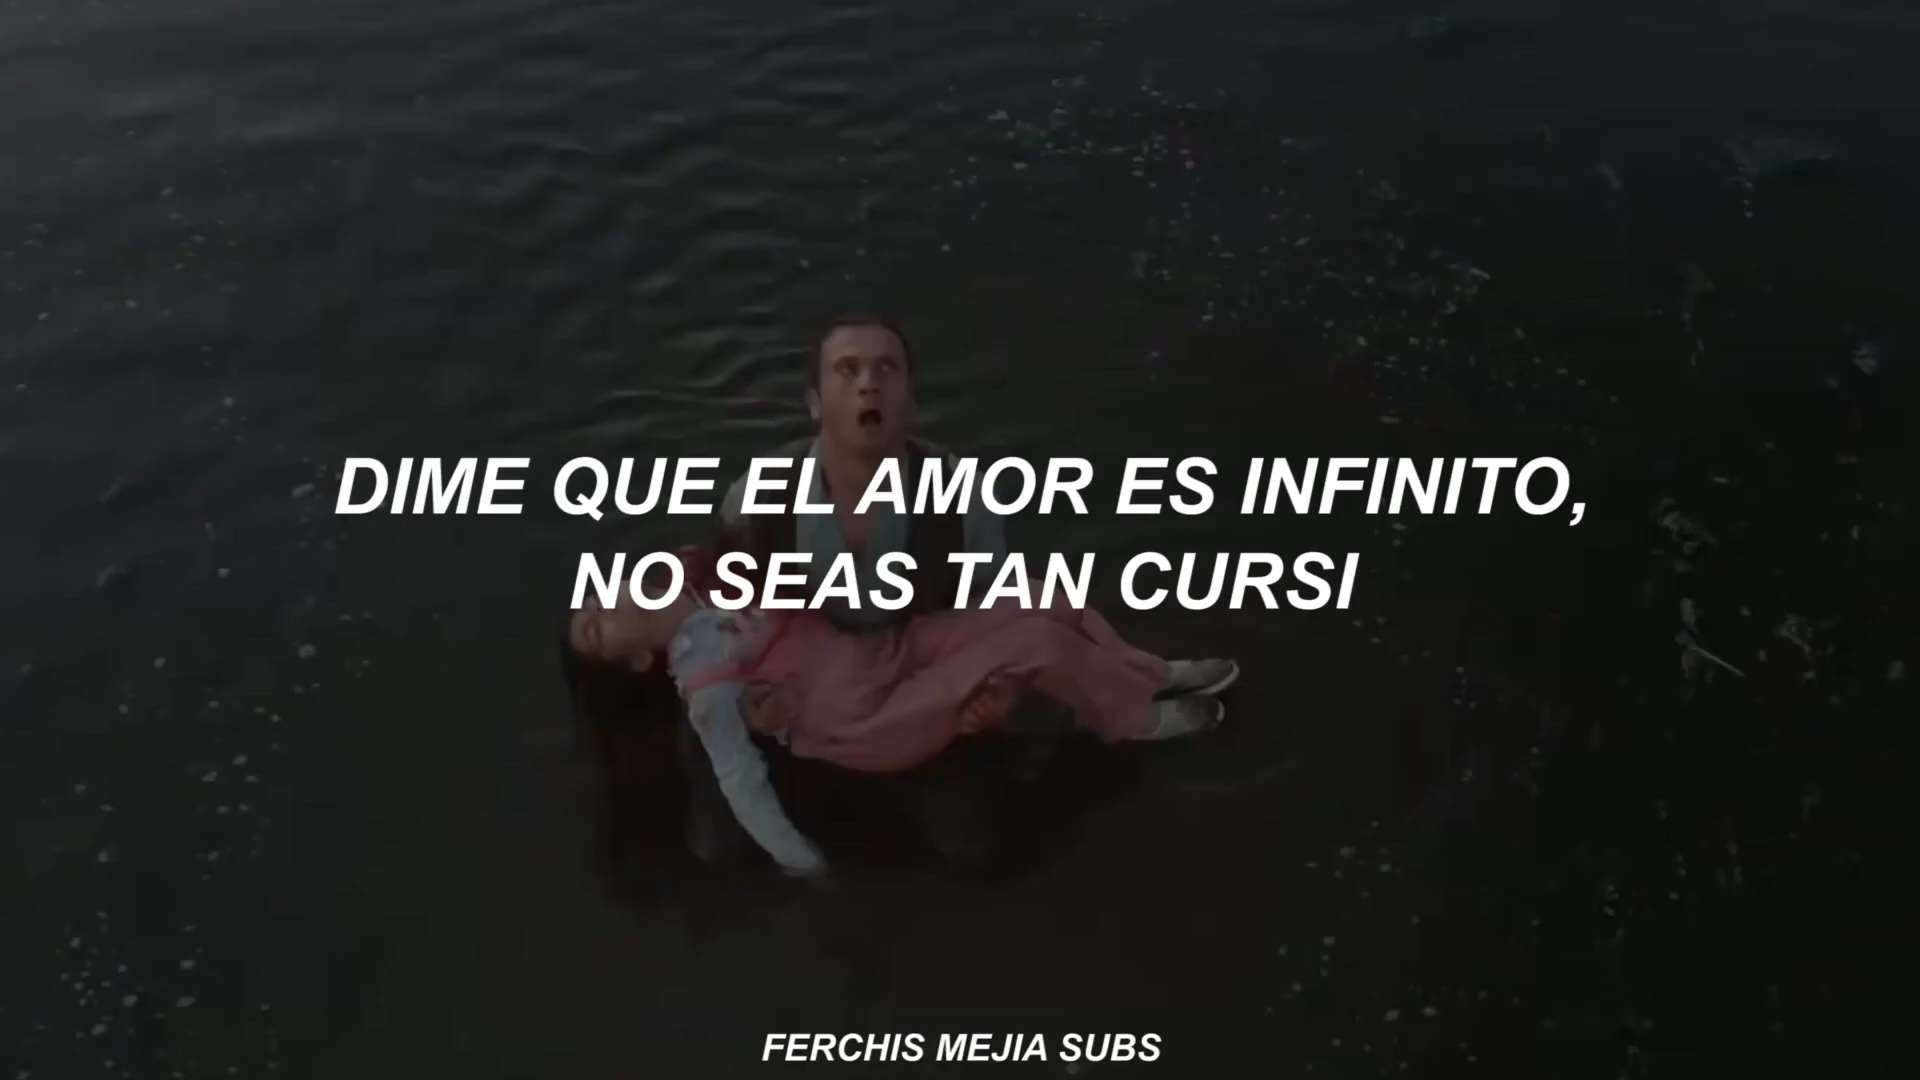 DIME QUE EL AMOR ES INFINITO,
NO SEAS TAN CURSI
FERCHIS MEJIA SUBS